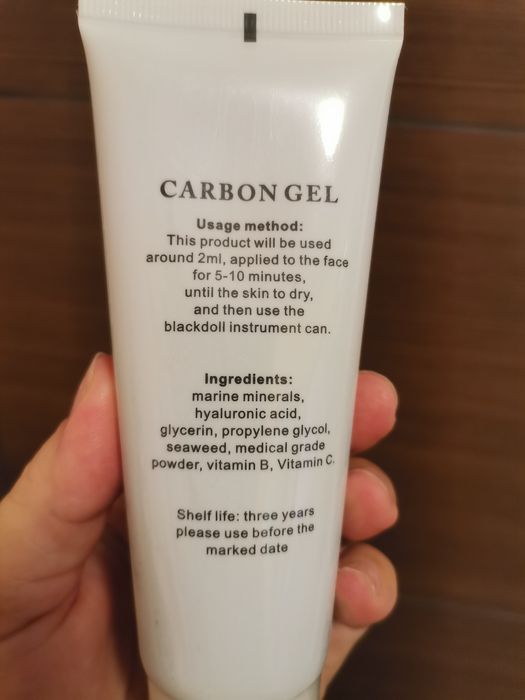 CARBON GEL
Usage method:
This product will be used
around 2ml, applied to the face
for 5-10 minutes,
until the skin to dry,
and then use the
blackdoll instrument can.
Ingredients:
marine minerals,
hyaluronic acid,
glycerin, propylene glycol,
seaweed, medical grade
powder, vitamin B, Vitamin C.
Shelf life: three years
please use before the
marked date